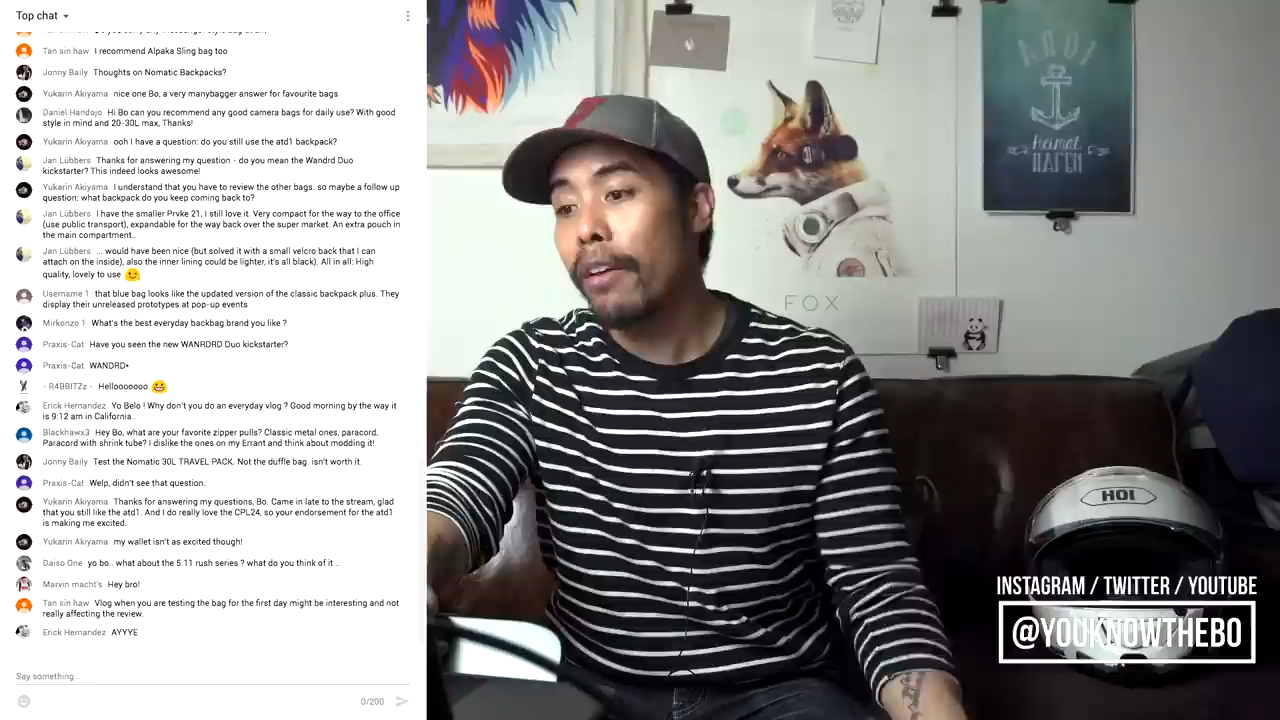 Top chat
Tan sin haw I recommend Alpaka Sling bag too
Jonny Baily Thoughts on Nomatic Backpacks?
Yukarin Akiyama nice one Bo, a very manybagger answer for favourite bags
Daniel Handojo Hi Bo can you recommend any good camera bags for daily use? With good
style in mind and 20-30L max, Thanks!
Yukarin Akiyama ooh I have a question: do you still use the atd1 backpack?
Jan Lübbers Thanks for answering my question - do you mean the Wandrd Duo
kickstarter? This indeed looks awesome!
Yukarin Akiyama I understand that you have to review the other bags. so maybe a follow up
question: what backpack do you keep coming back to?
Jan Lübbers I have the smaller Prvke 21, I still love it. Very compact for the way to the office
(use public transport), expandable for the way back over the super market. An extra pouch in
the main compartment..
Jan Lübbers ... would have been nice (but solved it with a small velcro back that I can
attach on the inside), also the inner lining could be lighter, it's all black). All in all: High
quality, lovely to use
Username 1 that blue bag looks like the updated version of the classic backpack plus. They
display their unreleased prototypes at pop-up events
Mirkonzo 1 What's the best everyday backbag brand you like ?
Praxis-Cat Have you seen the new WANRDRD Duo kickstarter?
Praxis-Cat WANDRD*
- R4BBITZz - Hellooooooo
Erick Hernandez Yo Belo ! Why don't you do an everyday vlog ? Good morning by the way it
is 9:12 am in California .
Blackhawx3 Hey Bo, what are your favorite zipper pulls? Classic metal ones, paracord,
Paracord with shrink tube? I dislike the ones on my Errant and think about modding it!
Jonny Baily Test the Nomatic 30L TRAVEL PACK. Not the duffle bag. isn't worth it.
Praxis-Cat Welp, didn't see that question.
Yukarin Akiyama Thanks for answering my questions, Bo. Came in late to the stream, glad
that you still like the atd1. And I do really love the CPL24, so your endorsement for the atd1
is making me excited.
Yukarin Akiyama my wallet isn't as excited though!
Daiso One yo bo.. what about the 5.11 rush series ? what do you think of it ..
Marvin macht's Hey bro!
Tan sin haw Vlog when you are testing the bag for the first day might be interesting and not
really affecting the review.
Erick Hernandez AYYYE
Say something...
0/200
AHOI
Heimat
HAFEN
FOX
HOI
INSTAGRAM / TWITTER / YOUTUBE
@YOUKNOWTHEBO